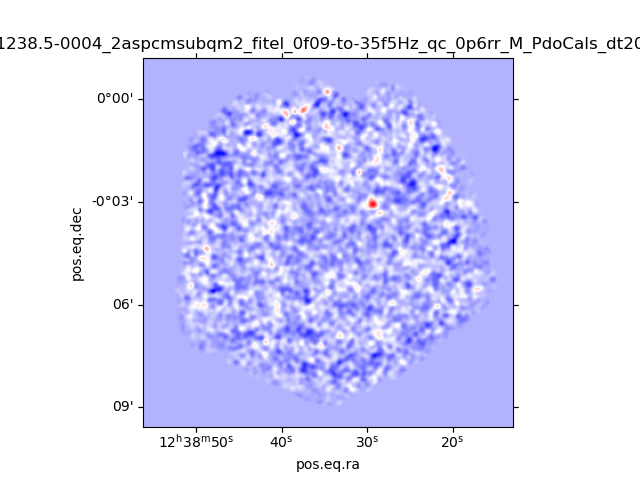 1238.5-0004_2aspcmsubqm2_fitel_0f09-to-35f5Hz_qc_0p6rr_M_PdoCals_dt20
0°00'
-0°03'
06'
09'
pos.eq.dec
12ʰ38ᵐ50ˢ 40ˢ 30ˢ 20ˢ
pos.eq.ra